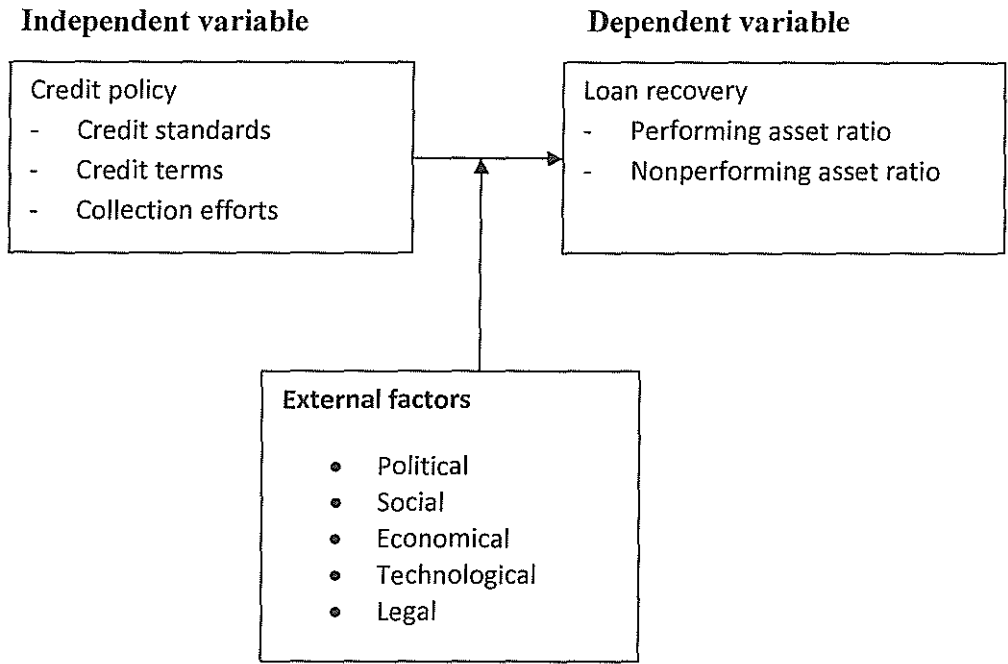 Independent variable
Dependent variable
Credit policy
- Credit standards
- Credit terms
- Collection efforts
Loan recovery
- Performing asset ratio
- Nonperforming asset ratio
External factors
• Political
• Social
• Economical
• Technological
• Legal